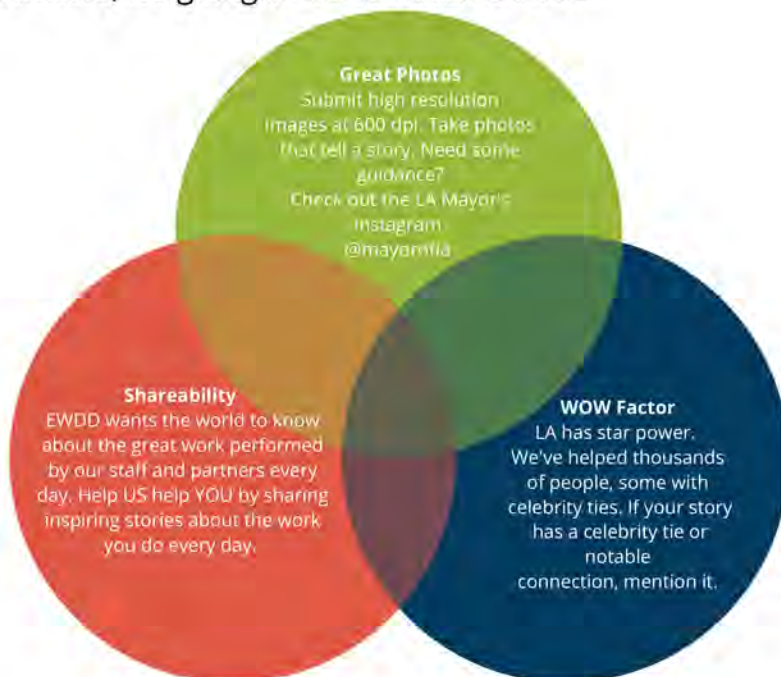 Great Photos
Submit high resolution
images at 600 dpi. Take photos
that tell a story. Need some
guidance?
Check out the LA Mayor's
Instagram
Shareability
EWDD wants the world to know
about the great work performed
by our staff and partners every
day. Help US help YOU by sharing
inspiring stories about the work
you do every day.
WOW Factor
LA has star power.
We've helped thousands
of people, some with
celebrity ties. If your story
has a celebrity tie or
notable
connection, mention it.